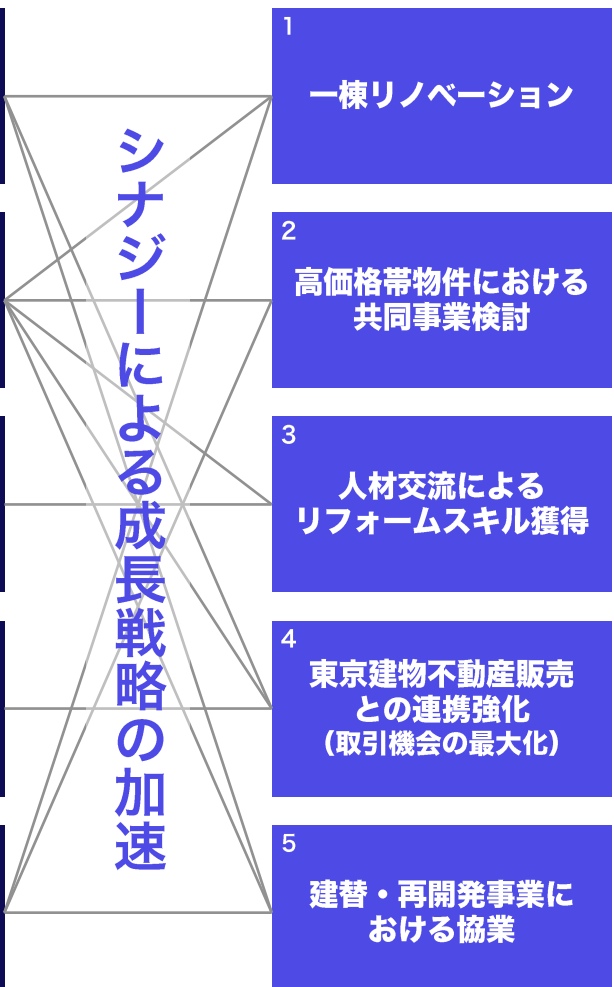 シナジーによる成長戦略の加速
1
一棟リノベーション
2
高価格帯物件における
共同事業検討
3
人材交流による
リフォームスキル獲得
4
東京建物不動産販売
との連携強化
（取引機会の最大化）
5
建替・再開発事業に
おける協業